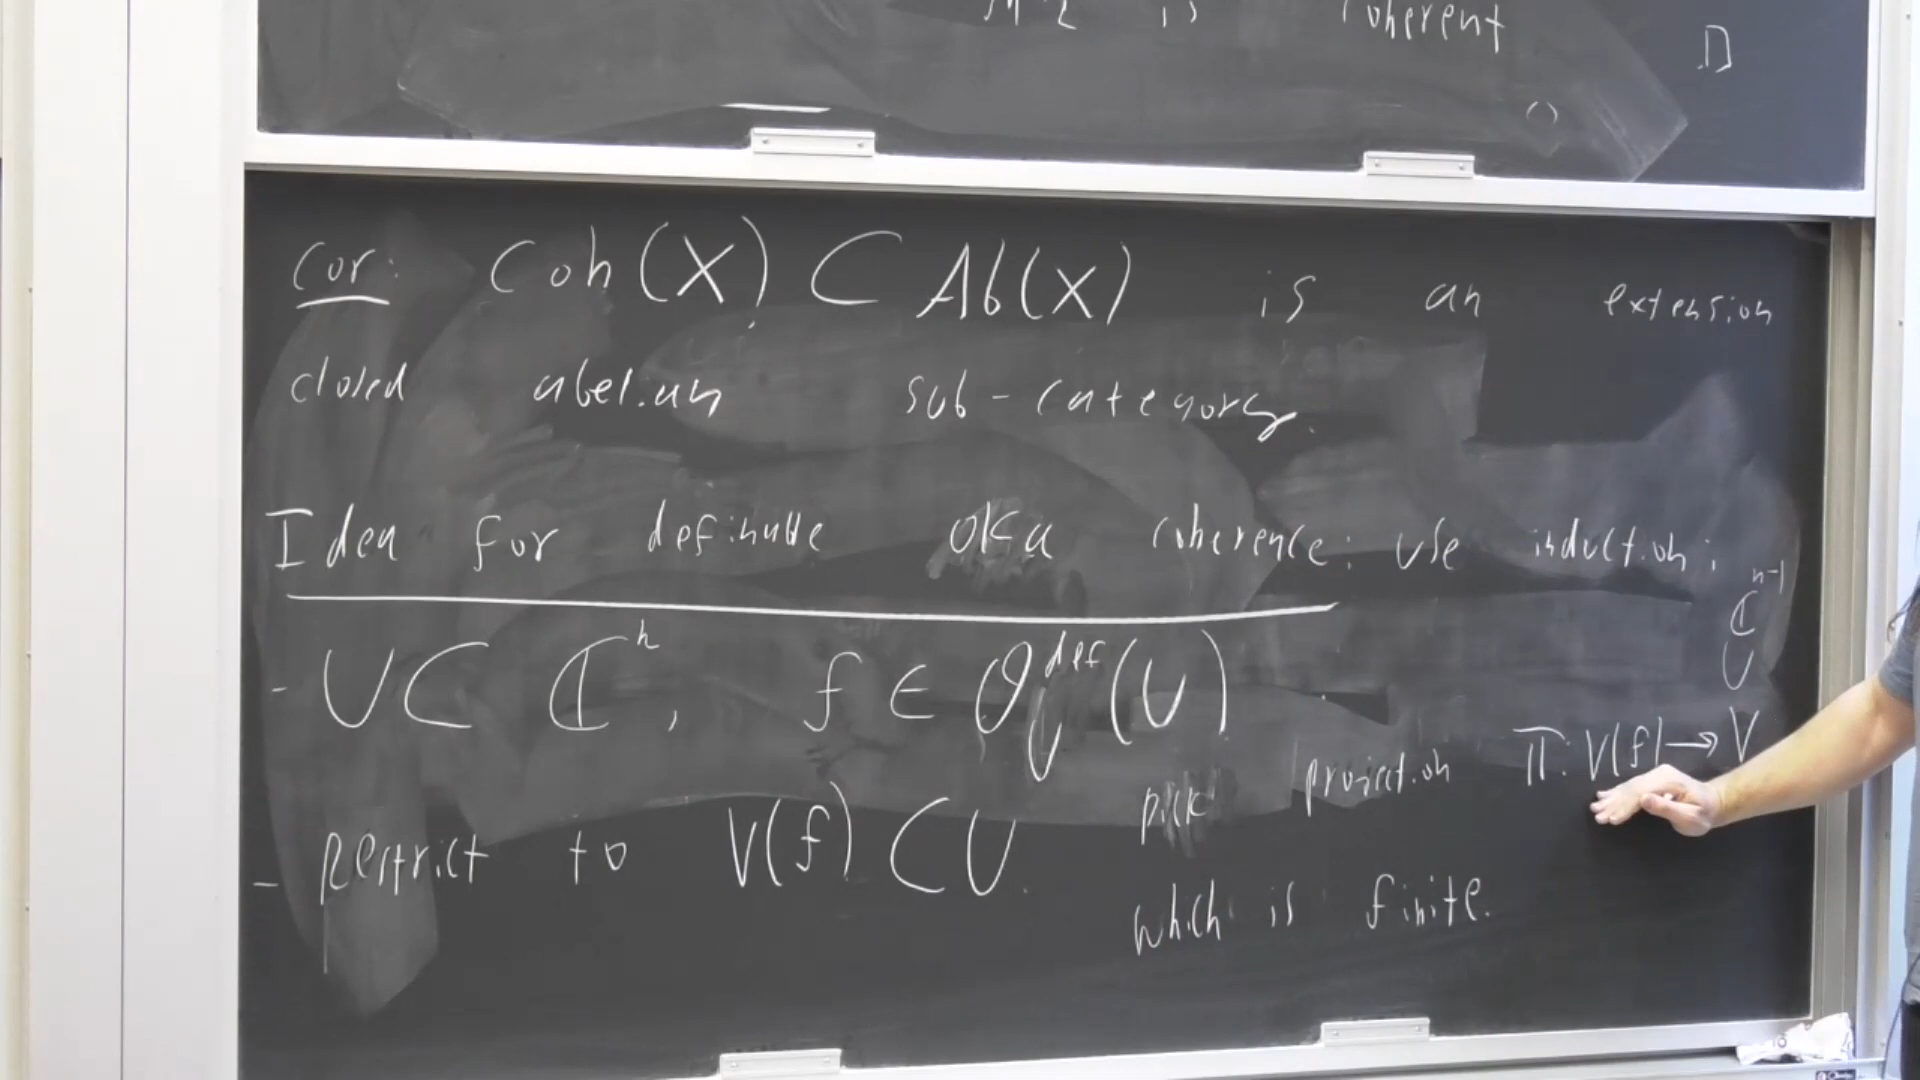 is coherent
Cor: Coh(X) ⊂ Ab(X) is an extension
closed abelian sub-category.
Idea for definable Oka coherence: use induction:
- U ⊂ ℂ^n, f ∈ O_U^def(U).
ℂ^{n-1}
∪
pick projection π: V(f) → V
- Restrict to V(f) ⊂ U.
which is finite.